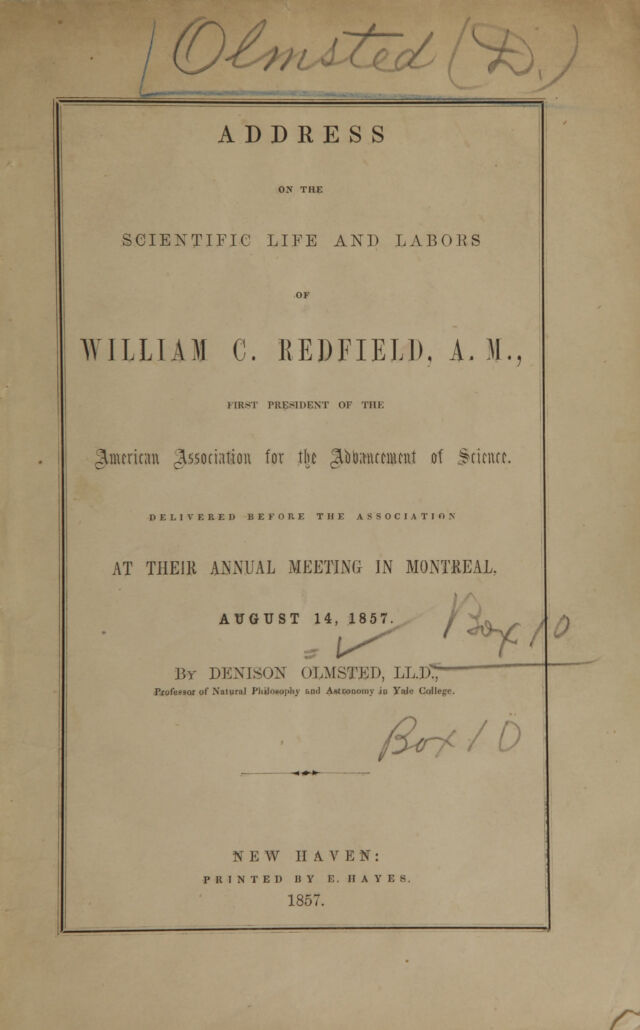 Olmsted (D.)
ADDRESS
ON THE
SCIENTIFIC LIFE AND LABORS
OF
WILLIAM C. REDFIELD, A. M.,
FIRST PRESIDENT OF THE
American Association for the Advancement of Science.
DELIVERED BEFORE THE ASSOCIATION
AT THEIR ANNUAL MEETING IN MONTREAL,
AUGUST 14, 1857.
Box 10
BY DENISON OLMSTED, LL.D.,
Professor of Natural Philosophy and Astronomy in Yale College.
Box 10
NEW HAVEN:
PRINTED BY E. HAYES.
1857.